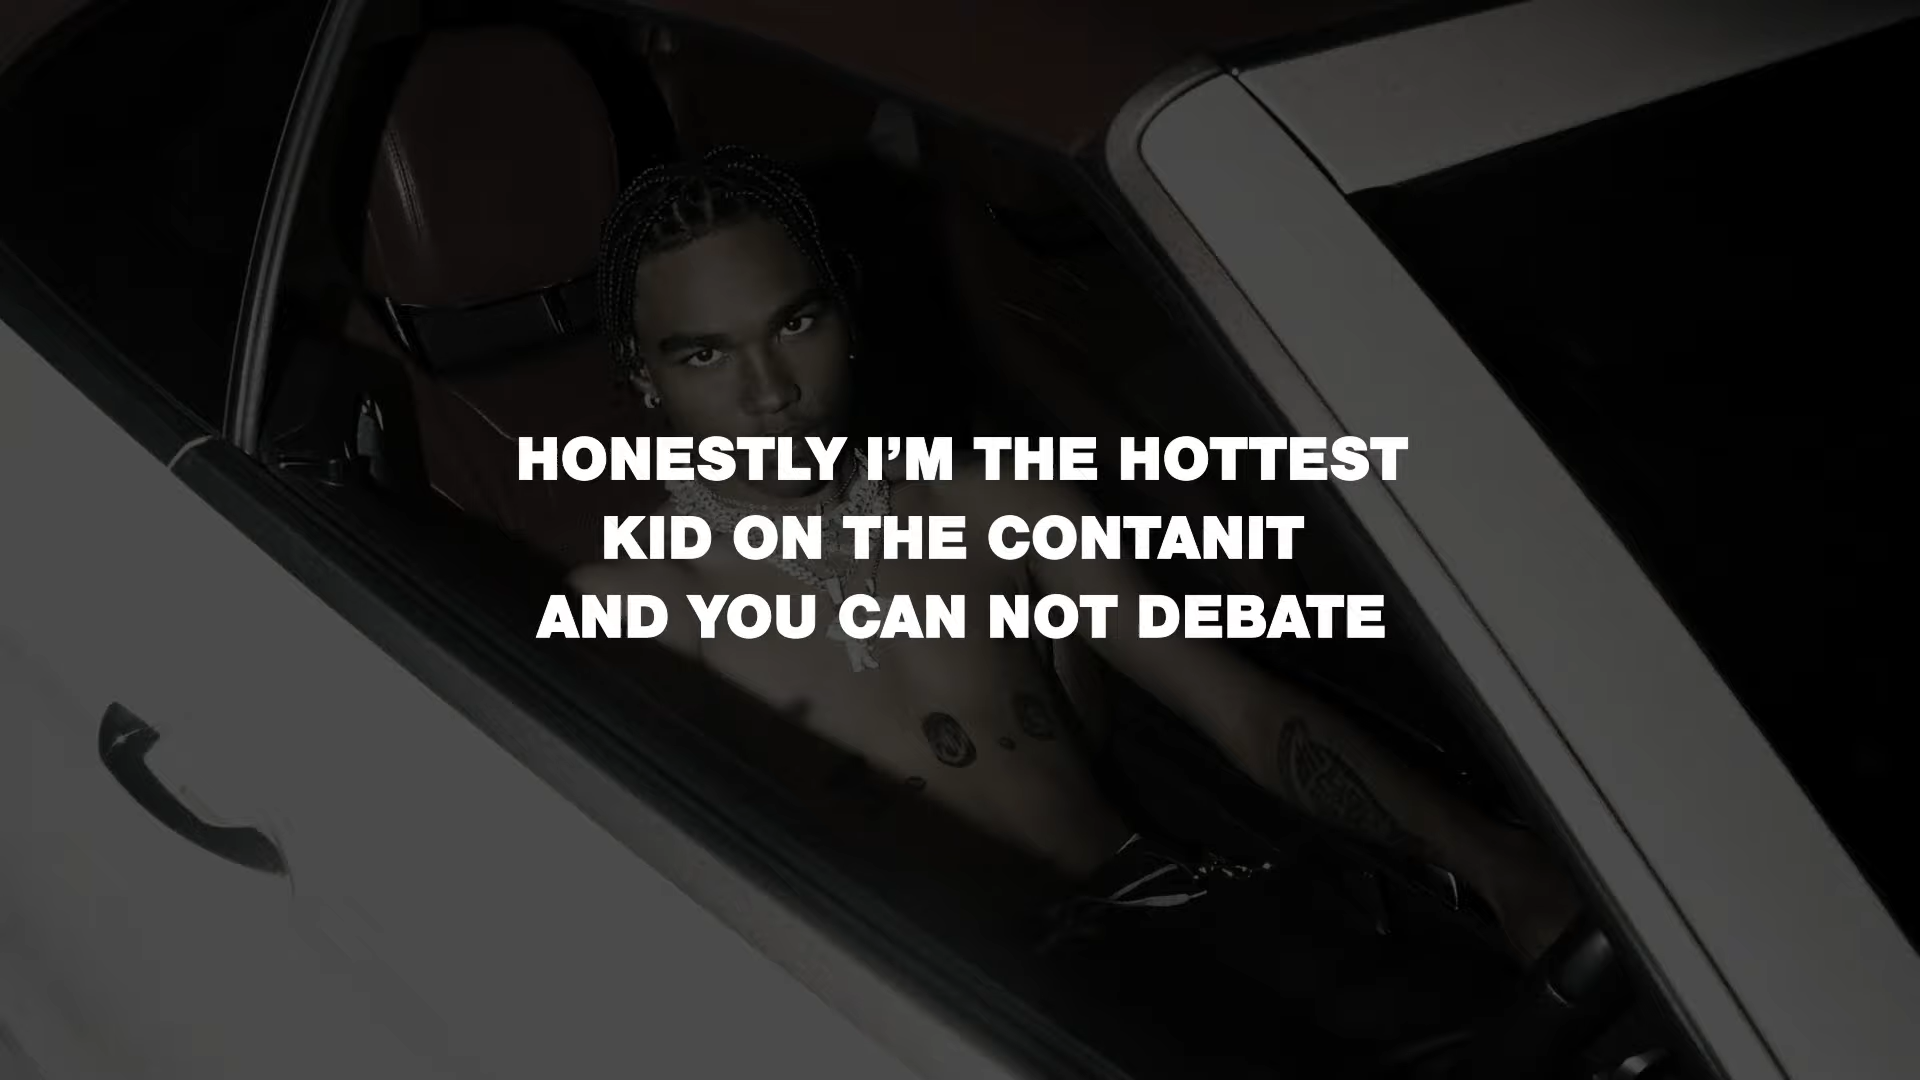 HONESTLY I’M THE HOTTEST
KID ON THE CONTANIT
AND YOU CAN NOT DEBATE